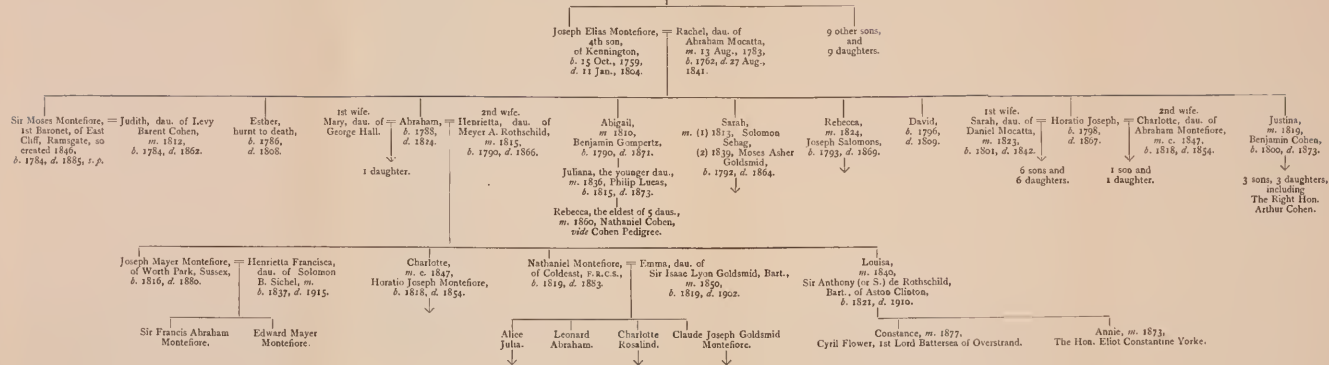 Joseph Elias Montefiore, = Rachel, dau. of
4th son,
of Kennington,
b. 15 Oct., 1759,
d. 11 Jan., 1804.
Abraham Mocatta,
m. 13 Aug., 1783,
b. 1762, d. 27 Aug.,
1841.
9 other sons,
and
9 daughters.
Sir Moses Montefiore, = Judith, dau. of Levy
1st Baronet, of East
Cliff, Ramsgate, so
created 1846,
b. 1784, d. 1885, s.p.
Barent Cohen,
m. 1812,
b. 1784, d. 1862.
Esther,
burnt to death,
b. 1786,
d. 1808.
1st wife.
Mary, dau. of
George Hall.
1 daughter.
= Abraham, =
b. 1788,
d. 1824.
2nd wife.
Henrietta, dau. of
Meyer A. Rothschild,
m. 1815,
b. 1790, d. 1866.
Abigail,
m 1810,
Benjamin Gompertz,
b. 1790, d. 1871.
Juliana, the younger dau.,
m. 1836, Philip Lucas,
b. 1815, d. 1873.
Rebecca, the eldest of 5 daus.,
m. 1860, Nathaniel Cohen,
vide Cohen Pedigree.
Sarah,
m. (1) 1813, Solomon
Sebag,
(2) 1839, Moses Asher
Goldsmid,
b. 1792, d. 1864.
Rebecca,
m. 1824,
Joseph Salomons,
b. 1793, d. 1869.
David,
b. 1796,
d. 1809.
1st wife.
Sarah, dau. of
Daniel Mocatta,
m. 1823,
b. 1801, d. 1842.
6 sons and
6 daughters.
= Horatio Joseph, =
b. 1798,
d. 1867.
2nd wife.
Charlotte, dau. of
Abraham Montefiore,
m. c. 1847,
b. 1818, d. 1854.
1 son and
1 daughter.
Justina,
m. 1819,
Benjamin Cohen,
b. 1800, d. 1873.
3 sons, 3 daughters,
including
The Right Hon.
Arthur Cohen.
Joseph Mayer Montefiore, =
of Worth Park, Sussex,
b. 1816, d. 1880.
Henrietta Francisca,
dau. of Solomon
B. Sichel, m.
b. 1837, d. 1915.
Charlotte,
m. c. 1847,
Horatio Joseph Montefiore,
b. 1818, d. 1854.
Nathaniel Montefiore, =
of Coldeast, F.R.C.S.,
b. 1819, d. 1883.
Emma, dau. of
Sir Isaac Lyon Goldsmid, Bart.,
m. 1850,
b. 1819, d. 1902.
Louisa,
m. 1840,
Sir Anthony (or S.) de Rothschild,
Bart., of Aston Clinton,
b. 1821, d. 1910.
Sir Francis Abraham
Montefiore.
Edward Mayer
Montefiore.
Alice
Julia.
Leonard
Abraham.
Charlotte
Rosalind.
Claude Joseph Goldsmid
Montefiore.
Constance, m. 1877.
Cyril Flower, 1st Lord Battersea of Overstrand.
Annie, m. 1873,
The Hon. Eliot Constantine Yorke.